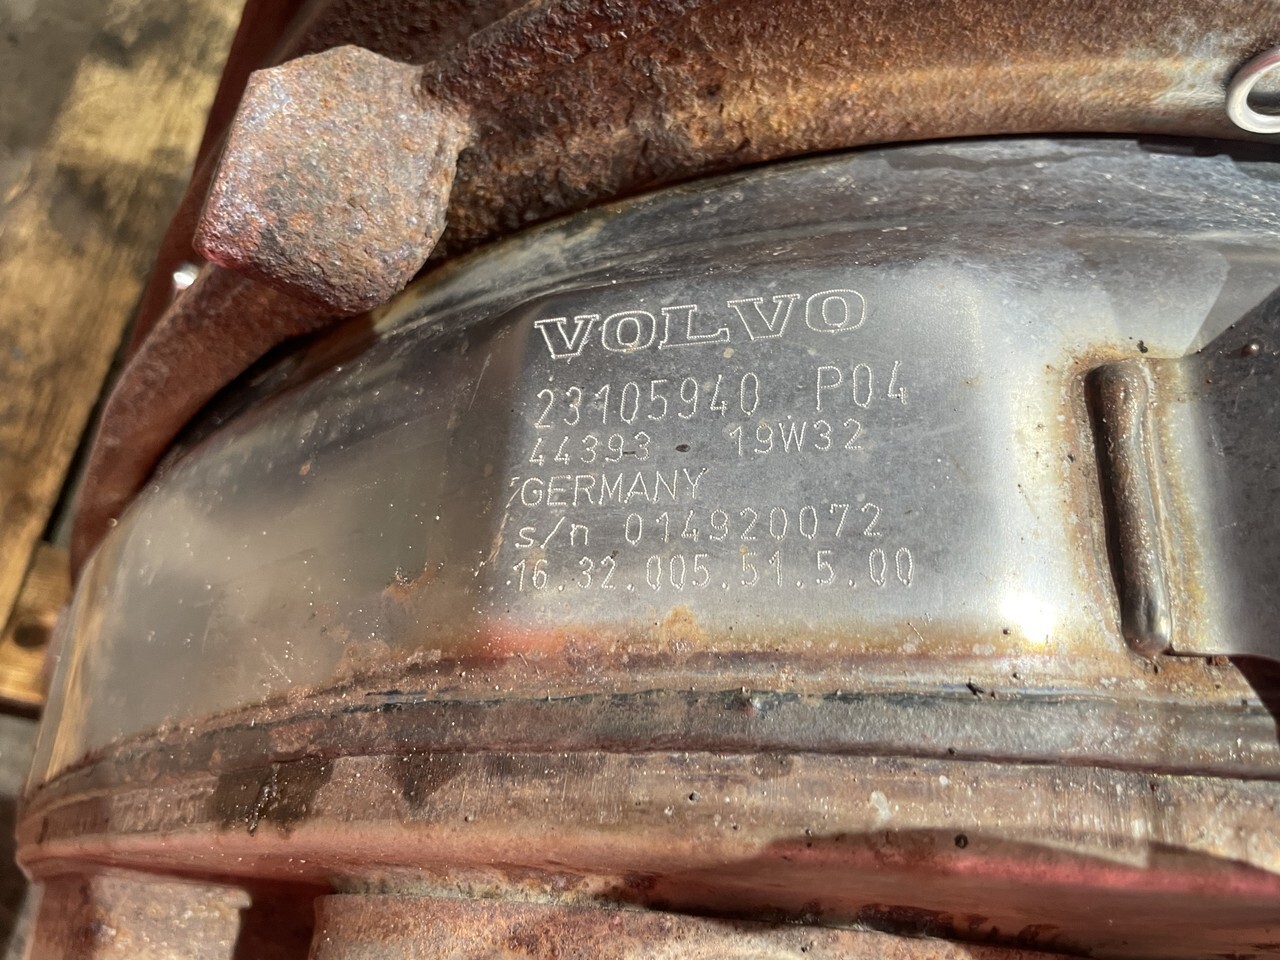 VOLVO
23105940 P04
44393 19W32
GERMANY
s/n 014920072
16.32.005.51.5.00